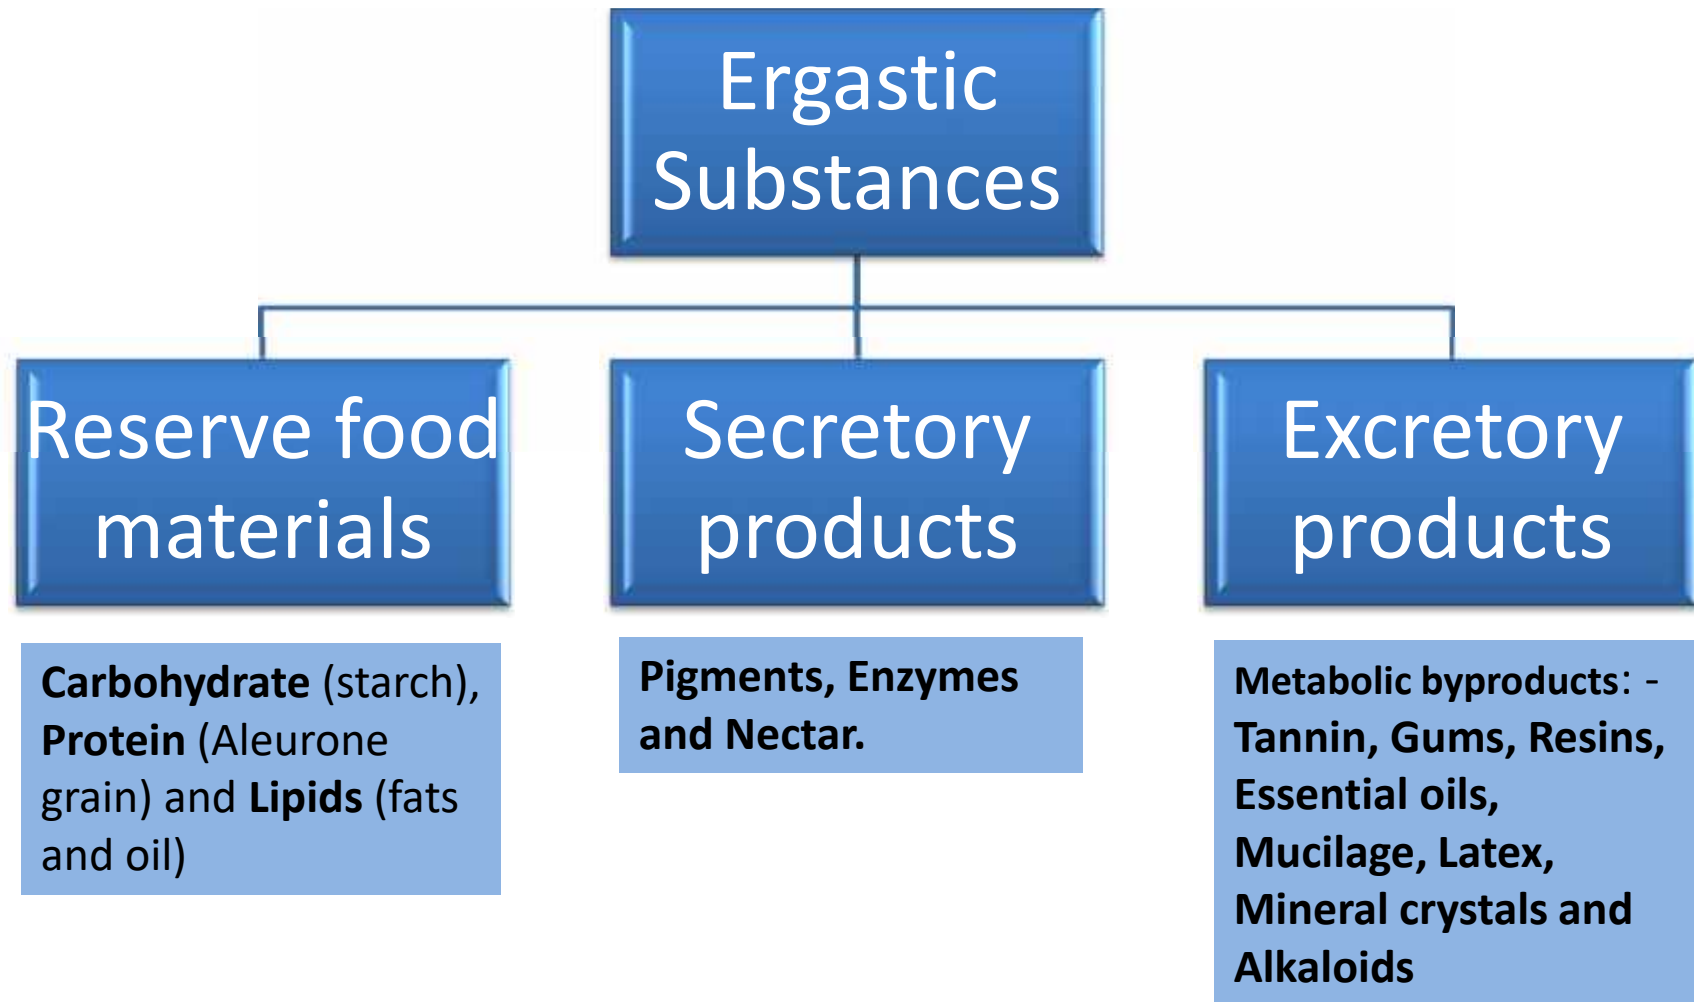 Ergastic
Substances
Reserve food
materials
Secretory
products
Excretory
products
Carbohydrate (starch),
Protein (Aleurone
grain) and Lipids (fats
and oil)
Pigments, Enzymes
and Nectar.
Metabolic byproducts: -
Tannin, Gums, Resins,
Essential oils,
Mucilage, Latex,
Mineral crystals and
Alkaloids